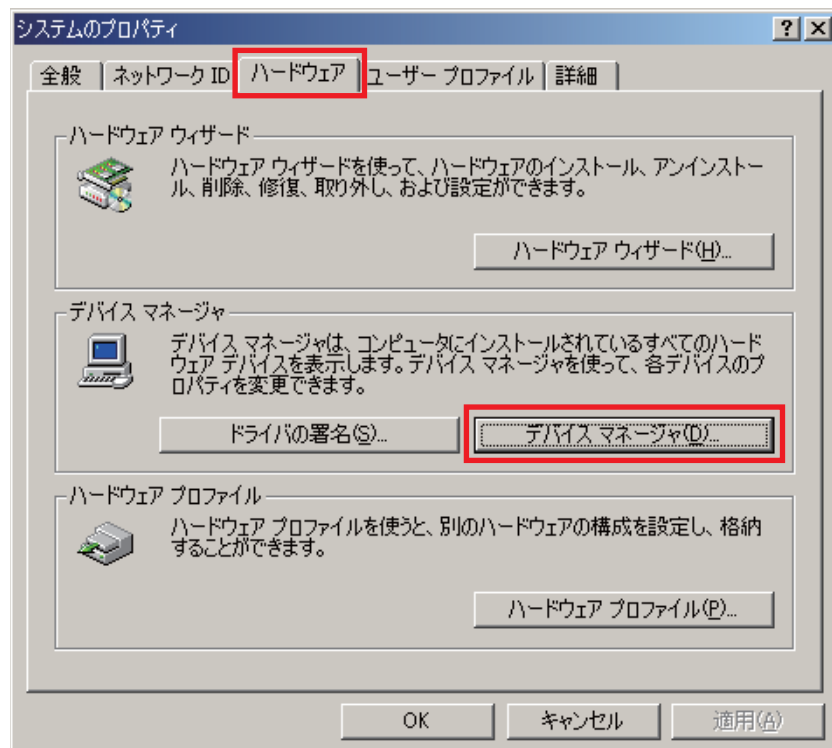 システムのプロパティ
全般 ネットワーク ID ハードウェア ユーザー プロファイル 詳細
ハードウェア ウィザード
ハードウェア ウィザードを使って、ハードウェアのインストール、アンインストー
ル、削除、修復、取り外し、および設定ができます。
ハードウェア ウィザード(H)...
デバイス マネージャ
デバイス マネージャは、コンピュータにインストールされているすべてのハード
ウェア デバイスを表示します。デバイス マネージャを使って、各デバイスのプ
ロパティを変更できます。
ドライバの署名(S)... デバイス マネージャ(D)...
ハードウェア プロファイル
ハードウェア プロファイルを使うと、別のハードウェアの構成を設定し、格納
することができます。
ハードウェア プロファイル(P)...
OK キャンセル 適用(A)